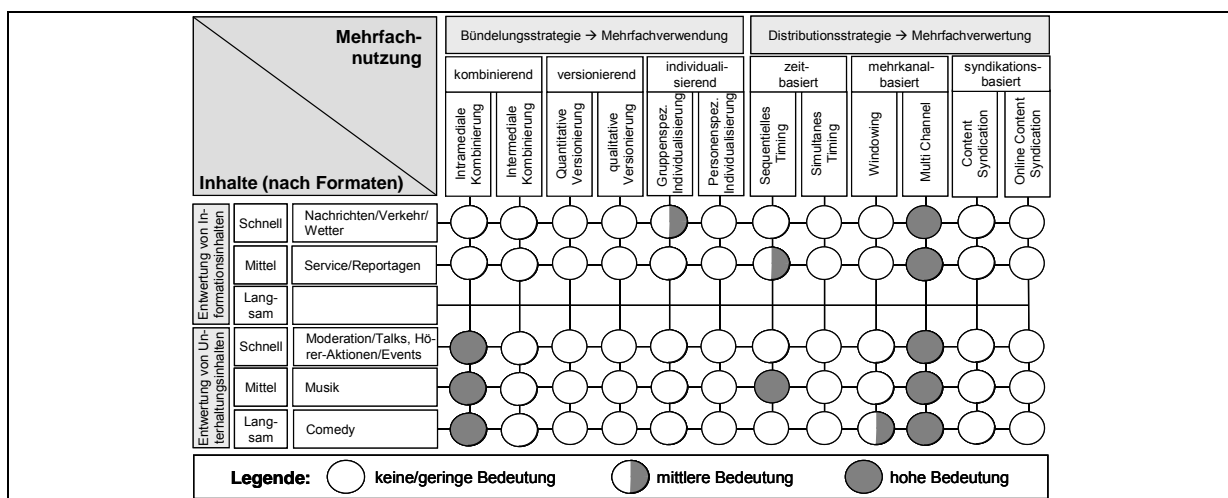 Mehrfach-
nutzung
Inhalte (nach Formaten)
Bündelungsstrategie → Mehrfachverwendung
Distributionsstrategie → Mehrfachverwertung
kombinierend
versionierend
individuali-
sierend
zeit-
basiert
mehrkanal-
basiert
syndikations-
basiert
Intramediale
Kombinierung
Intermediale
Kombinierung
Quantitative
Versionierung
qualitative
Versionierung
Gruppenspez.
Individualisierung
Personenspez.
Individualisierung
Sequentielles
Timing
Simultanes
Timing
Windowing
Multi Channel
Content
Syndication
Online Content
Syndication
Entwertung von In-
formationsinhalten
Schnell
Nachrichten/Verkehr/
Wetter
Mittel
Service/Reportagen
Lang-
sam
Entwertung von Un-
terhaltungsinhalten
Schnell
Moderation/Talks, Hö-
rer-Aktionen/Events
Mittel
Musik
Lang-
sam
Comedy
Legende:
keine/geringe Bedeutung
mittlere Bedeutung
hohe Bedeutung